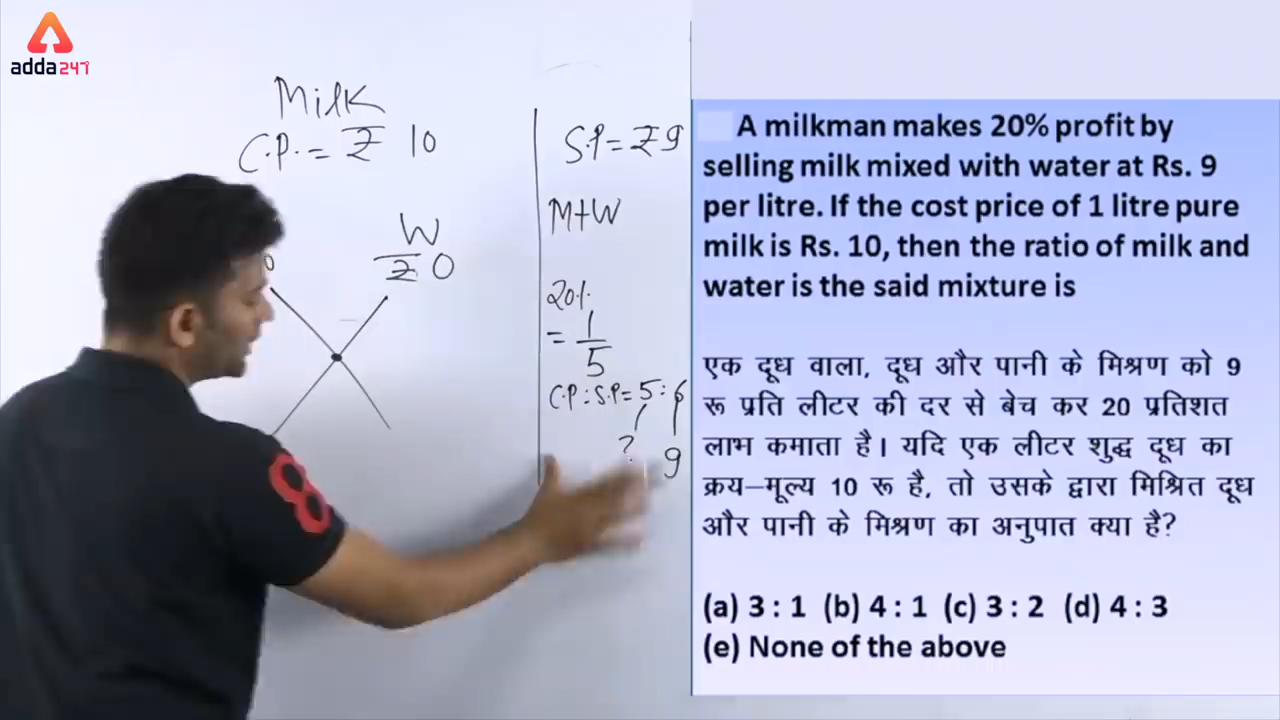 adda247
Milk
C.P. = ₹ 10
W
₹ 0
S.P = ₹ 9
M+W
20%
= 1/5
C.P : S.P = 5 : 6
? 9
8
A milkman makes 20% profit by
selling milk mixed with water at Rs. 9
per litre. If the cost price of 1 litre pure
milk is Rs. 10, then the ratio of milk and
water is the said mixture is
एक दूध वाला, दूध और पानी के मिश्रण को 9
रू प्रति लीटर की दर से बेच कर 20 प्रतिशत
लाभ कमाता है। यदि एक लीटर शुद्ध दूध का
क्रय–मूल्य 10 रू है, तो उसके द्वारा मिश्रित दूध
और पानी के मिश्रण का अनुपात क्या है?
(a) 3 : 1 (b) 4 : 1 (c) 3 : 2 (d) 4 : 3
(e) None of the above